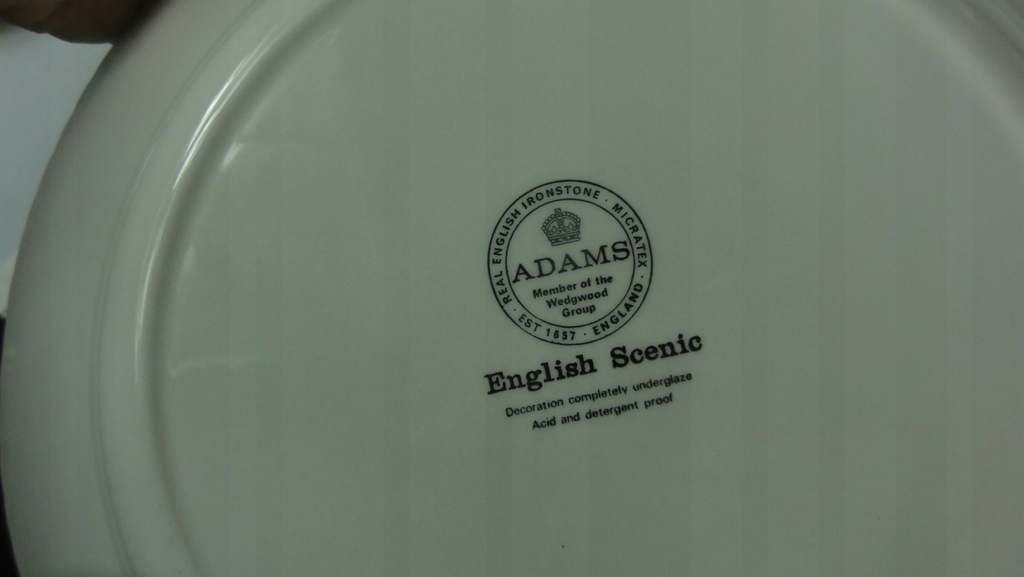 REAL ENGLISH IRONSTONE · MICRATEX
ADAMS
Member of the
Wedgwood
Group
· EST 1657 · ENGLAND ·
English Scenic
Decoration completely underglaze
Acid and detergent proof